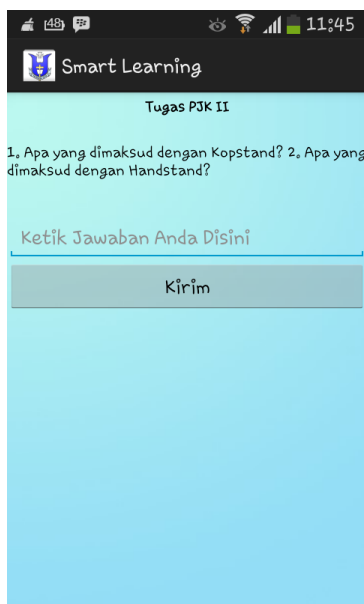 48 11:45
Smart Learning
Tugas PJK II
1. Apa yang dimaksud dengan Kopstand? 2. Apa yang
dimaksud dengan Handstand?
Ketik Jawaban Anda Disini
Kirim